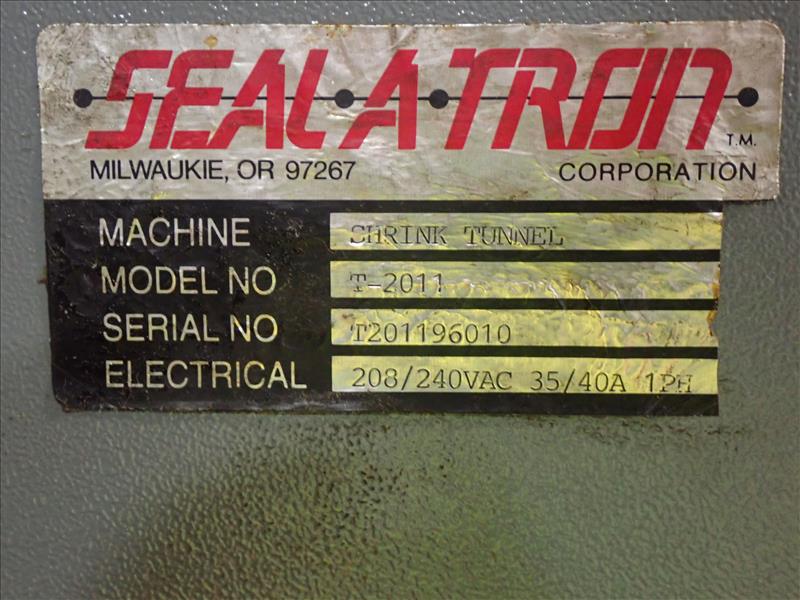 SEALATRON T.M.
MILWAUKIE, OR 97267 CORPORATION
MACHINE SHRINK TUNNEL
MODEL NO T-2011
SERIAL NO T201196010
ELECTRICAL 208/240VAC 35/40A 1PH